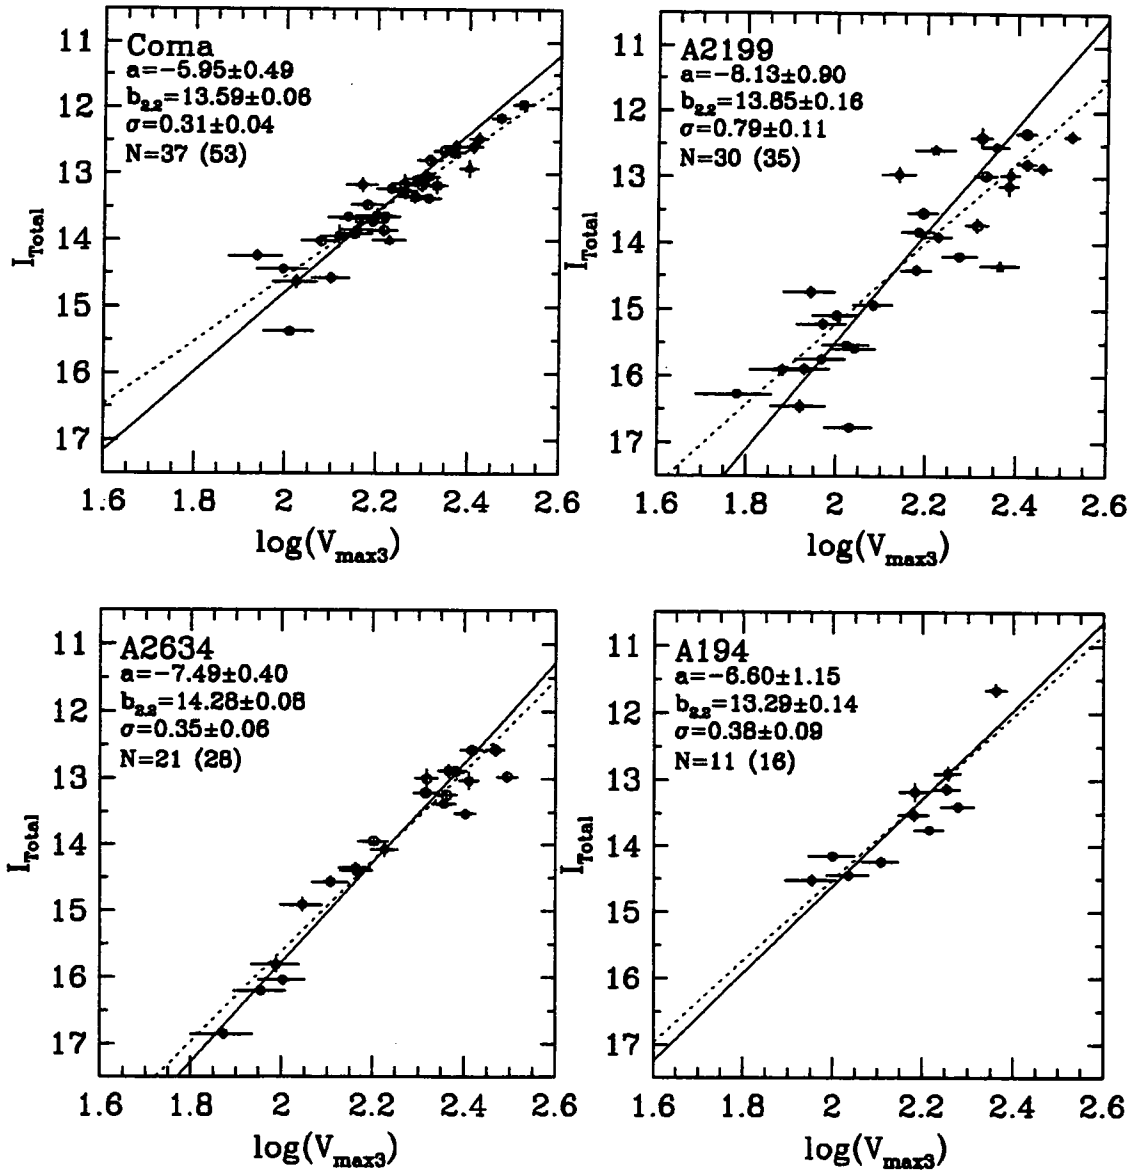 Coma
a=−5.95±0.49
b2.2=13.59±0.06
σ=0.31±0.04
N=37 (53)
11
12
13
14
15
16
17
ITotal
1.6 1.8 2 2.2 2.4 2.6
log(Vmax3)
A2199
a=−8.13±0.90
b2.2=13.85±0.16
σ=0.79±0.11
N=30 (35)
11
12
13
14
15
16
17
ITotal
1.6 1.8 2 2.2 2.4 2.6
log(Vmax3)
A2634
a=−7.49±0.40
b2.2=14.28±0.08
σ=0.35±0.06
N=21 (28)
11
12
13
14
15
16
17
ITotal
1.6 1.8 2 2.2 2.4 2.6
log(Vmax3)
A194
a=−6.60±1.15
b2.2=13.29±0.14
σ=0.38±0.09
N=11 (16)
11
12
13
14
15
16
17
ITotal
1.6 1.8 2 2.2 2.4 2.6
log(Vmax3)